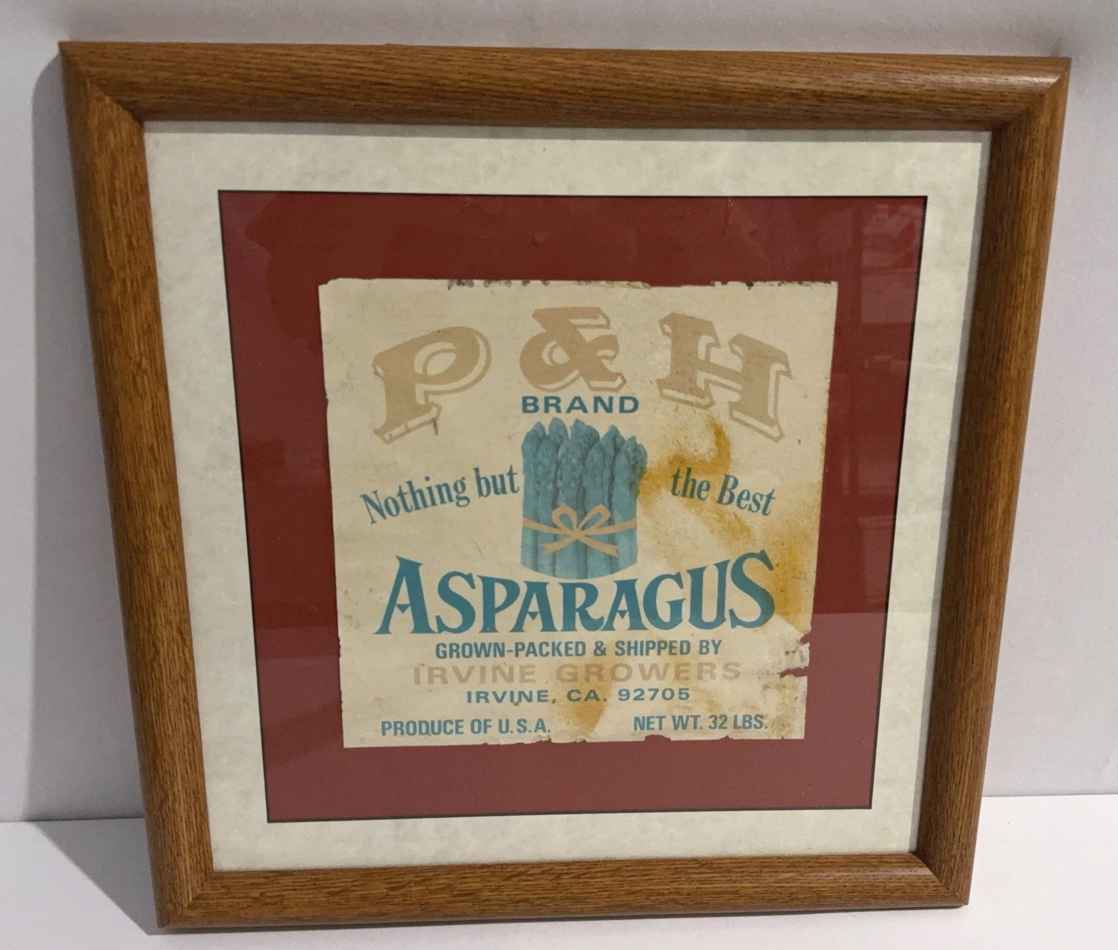 P & H
BRAND
Nothing but the Best
ASPARAGUS
GROWN-PACKED & SHIPPED BY
IRVINE GROWERS
IRVINE, CA. 92705
PRODUCE OF U.S.A. NET WT. 32 LBS.